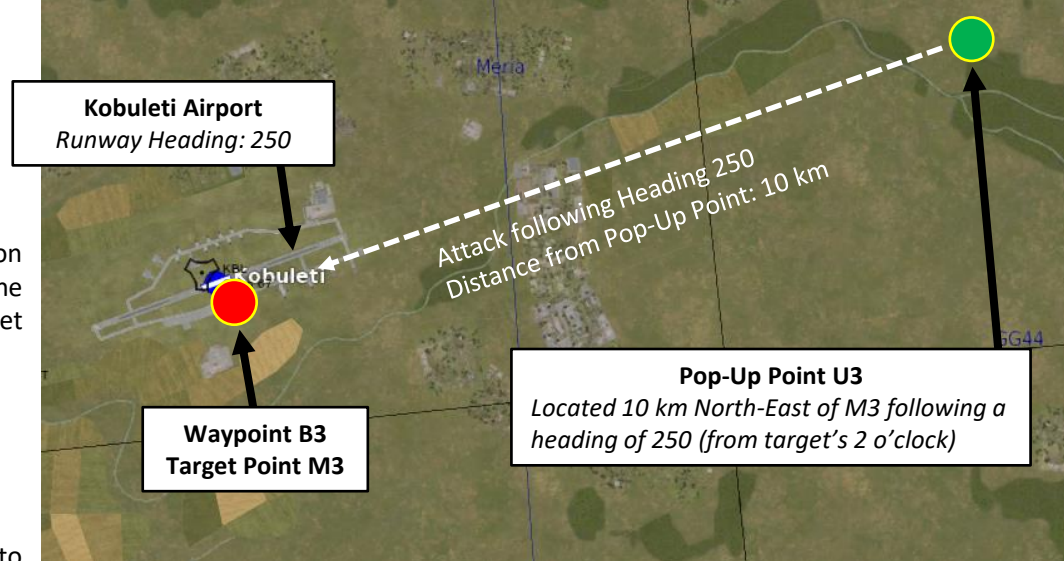 Meria
Kobuleti Airport
Runway Heading: 250
Attack following Heading 250
Distance from Pop-Up Point: 10 km
on
me
et
Kobuleti
GG44
Pop-Up Point U3
Located 10 km North-East of M3 following a
heading of 250 (from target's 2 o'clock)
Waypoint B3
Target Point M3
to